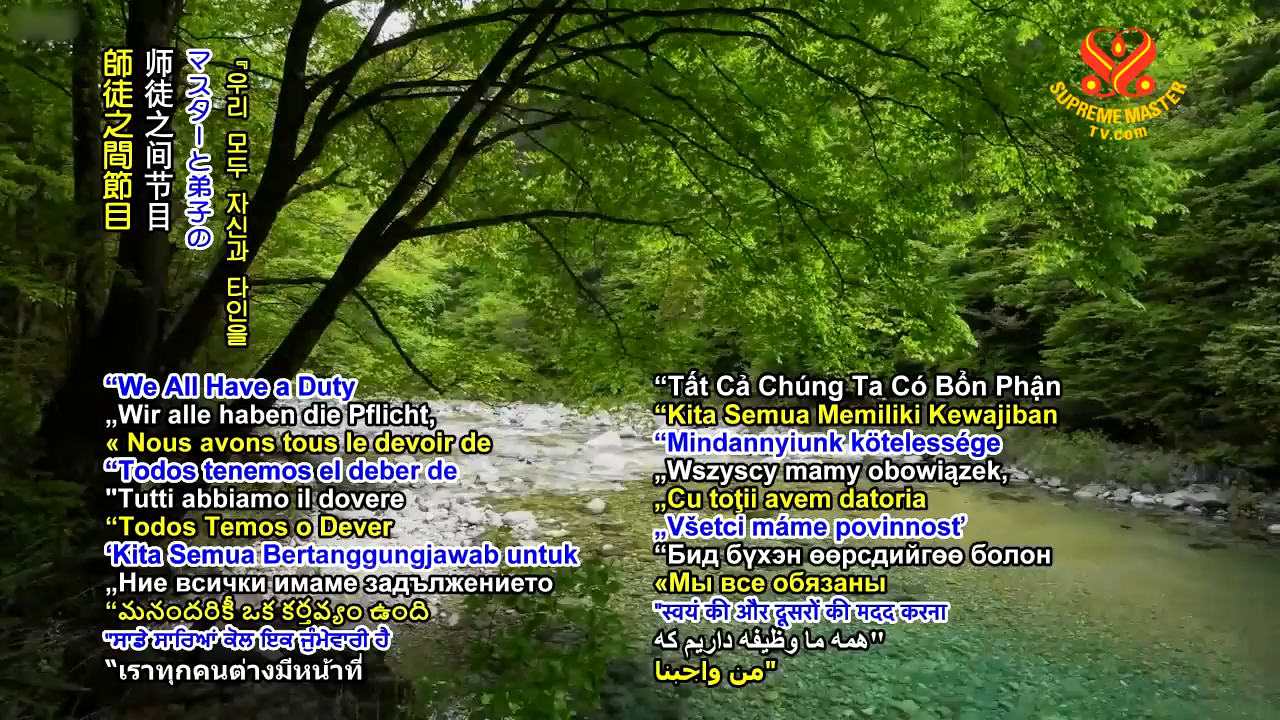 師徒之間節目
师徒之间节目
マスターと弟子の
『우리 모두 자신과 타인을
SUPREME MASTER
TV.com
“We All Have a Duty
„Wir alle haben die Pflicht,
« Nous avons tous le devoir de
“Todos tenemos el deber de
"Tutti abbiamo il dovere
“Todos Temos o Dever
‘Kita Semua Bertanggungjawab untuk
„Ние всички имаме задължението
“మనందరికీ ఒక కర్తవ్యం ఉంది
"ਸਾਡੇ ਸਾਰਿਆਂ ਕੋਲ ਇਕ ਜੁੰਮੇਵਾਰੀ ਹੈ
“เราทุกคนต่างมีหน้าที่
“Tất Cả Chúng Ta Có Bổn Phận
“Kita Semua Memiliki Kewajiban
“Mindannyiunk kötelessége
„Wszyscy mamy obowiązek,
„Cu toţii avem datoria
„Všetci máme povinnosť
“Бид бүхэн өөрсдийгөө болон
«Мы все обязаны
"स्वयं की और दूसरों की मदद करना
"همه ما وظیفه داریم که
"من واجبنا